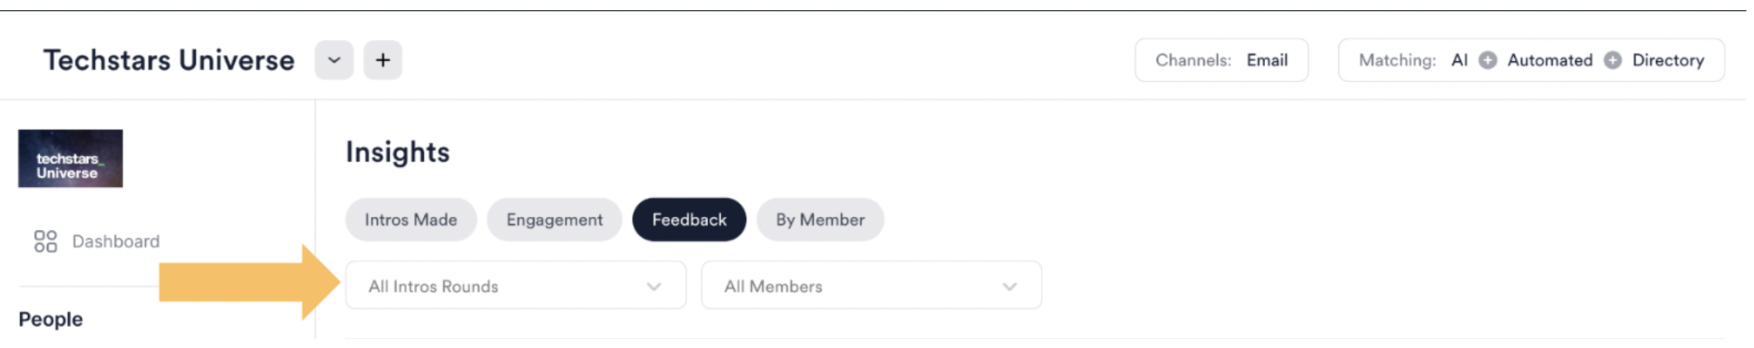 Techstars Universe
Channels: Email
Matching: AI Automated Directory
techstars_
Universe
Dashboard
People
Insights
Intros Made Engagement Feedback By Member
All Intros Rounds All Members